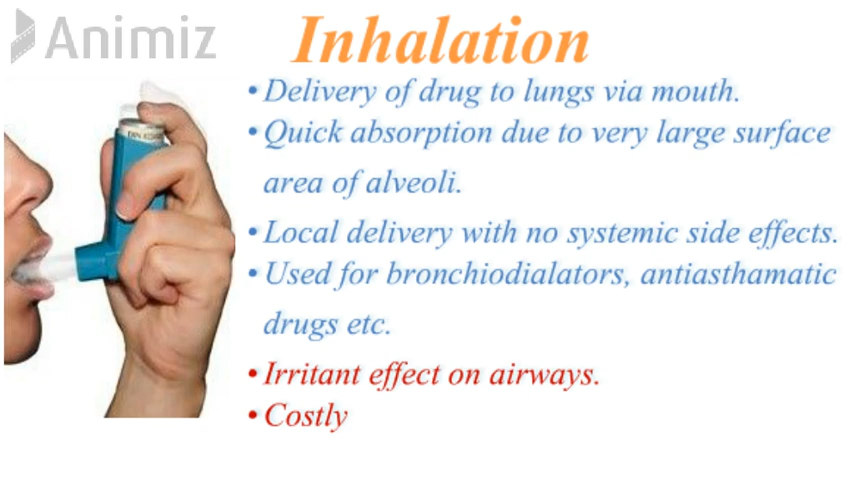 Animiz
Inhalation
• Delivery of drug to lungs via mouth.
• Quick absorption due to very large surface
area of alveoli.
• Local delivery with no systemic side effects.
• Used for bronchiodialators, antiasthamatic
drugs etc.
• Irritant effect on airways.
• Costly